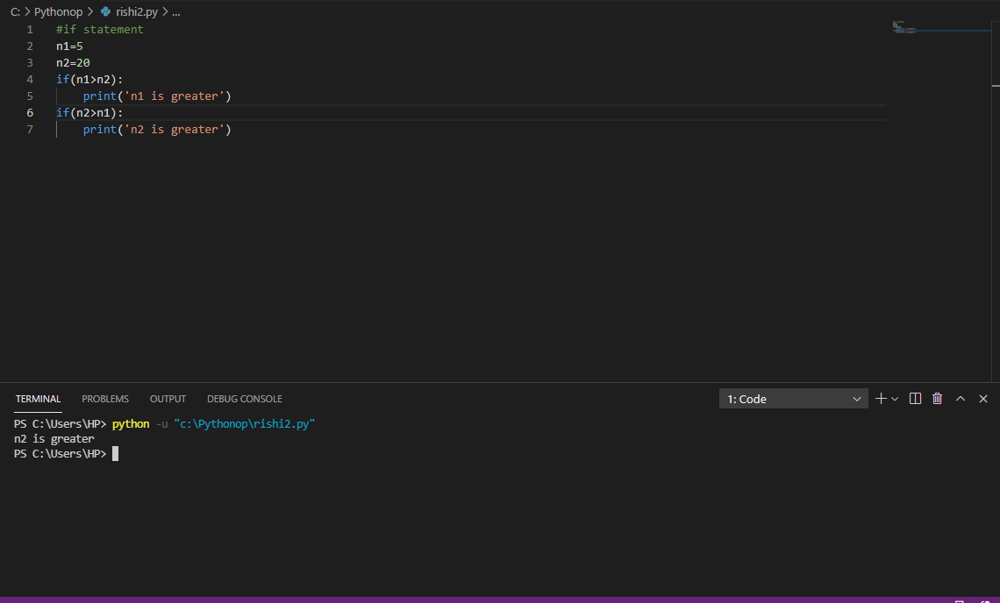 C: > Pythonop > rishi2.py > ...
1 #if statement
2 n1=5
3 n2=20
4 if(n1>n2):
5     print('n1 is greater')
6 if(n2>n1):
7     print('n2 is greater')
TERMINAL PROBLEMS OUTPUT DEBUG CONSOLE 1: Code
PS C:\Users\HP> python -u "c:\Pythonop\rishi2.py"
n2 is greater
PS C:\Users\HP>